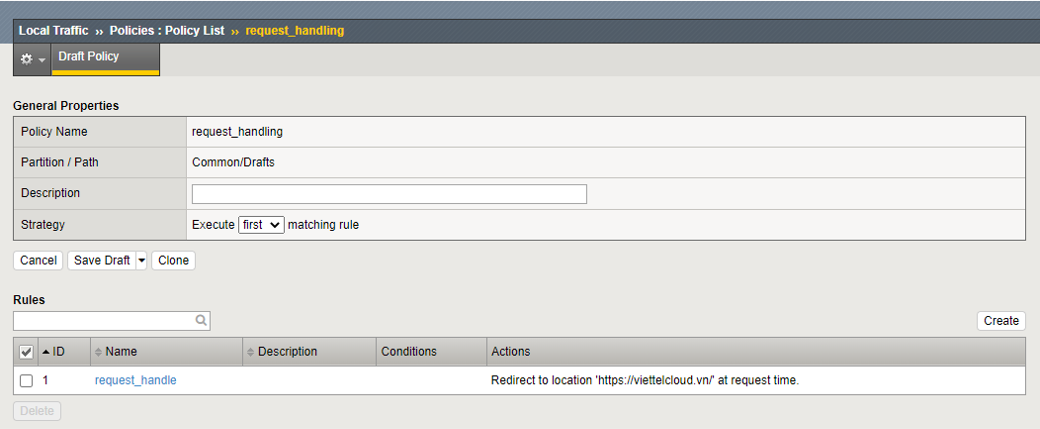 Local Traffic ›› Policies : Policy List ›› request_handling
Draft Policy
General Properties
Policy Name request_handling
Partition / Path Common/Drafts
Description
Strategy Execute first matching rule
Cancel Save Draft Clone
Rules
Create
ID Name Description Conditions Actions
1 request_handle Redirect to location 'https://viettelcloud.vn/' at request time.
Delete